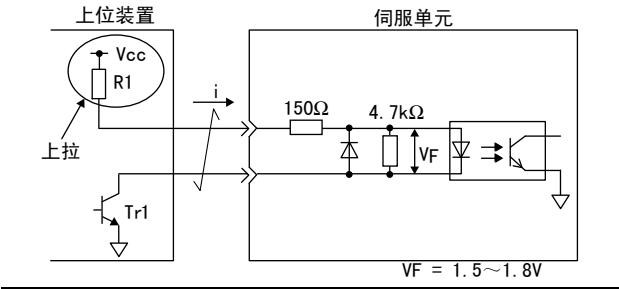 上位装置
伺服单元
Vcc
R1
i
150Ω
4.7kΩ
上拉
VF
Tr1
VF = 1.5～1.8V